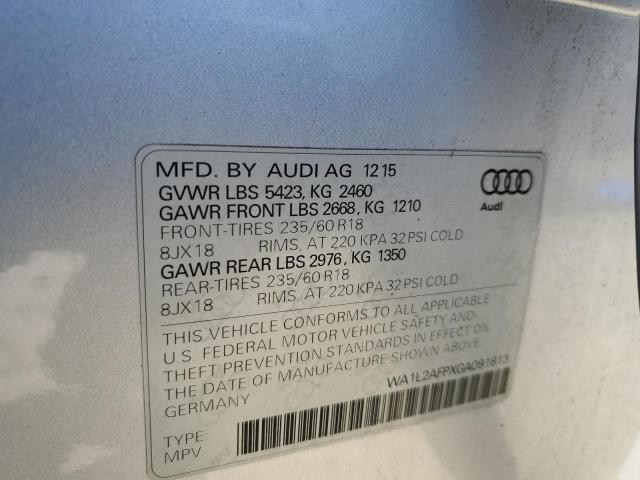 MFD. BY AUDI AG 12 15
GVWR LBS 5423, KG 2460
GAWR FRONT LBS 2668, KG 1210
FRONT-TIRES 235/60 R18
8JX18 RIMS, AT 220 KPA 32 PSI COLD
GAWR REAR LBS 2976, KG 1350
REAR-TIRES 235/60 R18
8JX18 RIMS, AT 220 KPA 32 PSI COLD
Audi
THIS VEHICLE CONFORMS TO ALL APPLICABLE
U.S. FEDERAL MOTOR VEHICLE SAFETY AND-
THEFT PREVENTION STANDARDS IN EFFECT ON
THE DATE OF MANUFACTURE SHOWN ABOVE.
GERMANY
WA1L2AFPXGA091813
TYPE:
MPV